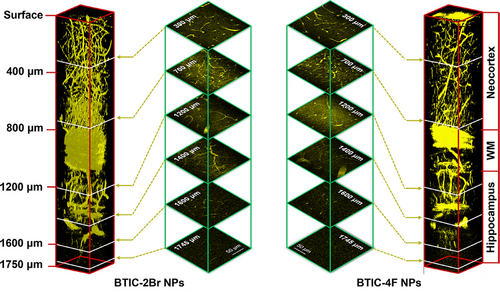 Surface
400 µm
800 µm
1200 µm
1600 µm
1750 µm
300 µm
700 µm
1200 µm
1400 µm
1600 µm
1745 µm
50 µm
BTIC-2Br NPs
300 µm
700 µm
1200 µm
1400 µm
1600 µm
1745 µm
50 µm
BTIC-4F NPs
Neocortex
WM
Hippocampus